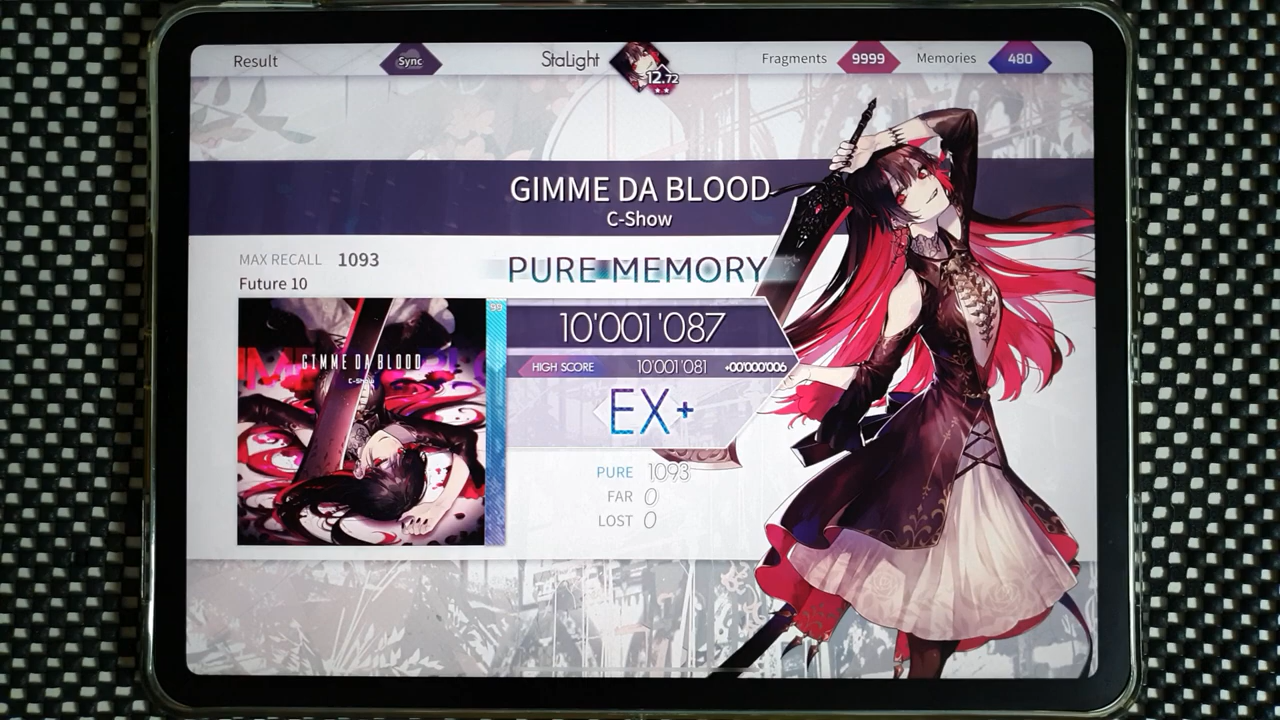 Result
Sync
StaLight
12.72
Fragments 9999
Memories 480
GIMME DA BLOOD
C-Show
MAX RECALL 1093
Future 10
PURE MEMORY
GIMME DA BLOOD
C-Show
99
10'001'087
HIGH SCORE 10'001'081 +00'000'006
EX+
PURE 1093
FAR 0
LOST 0